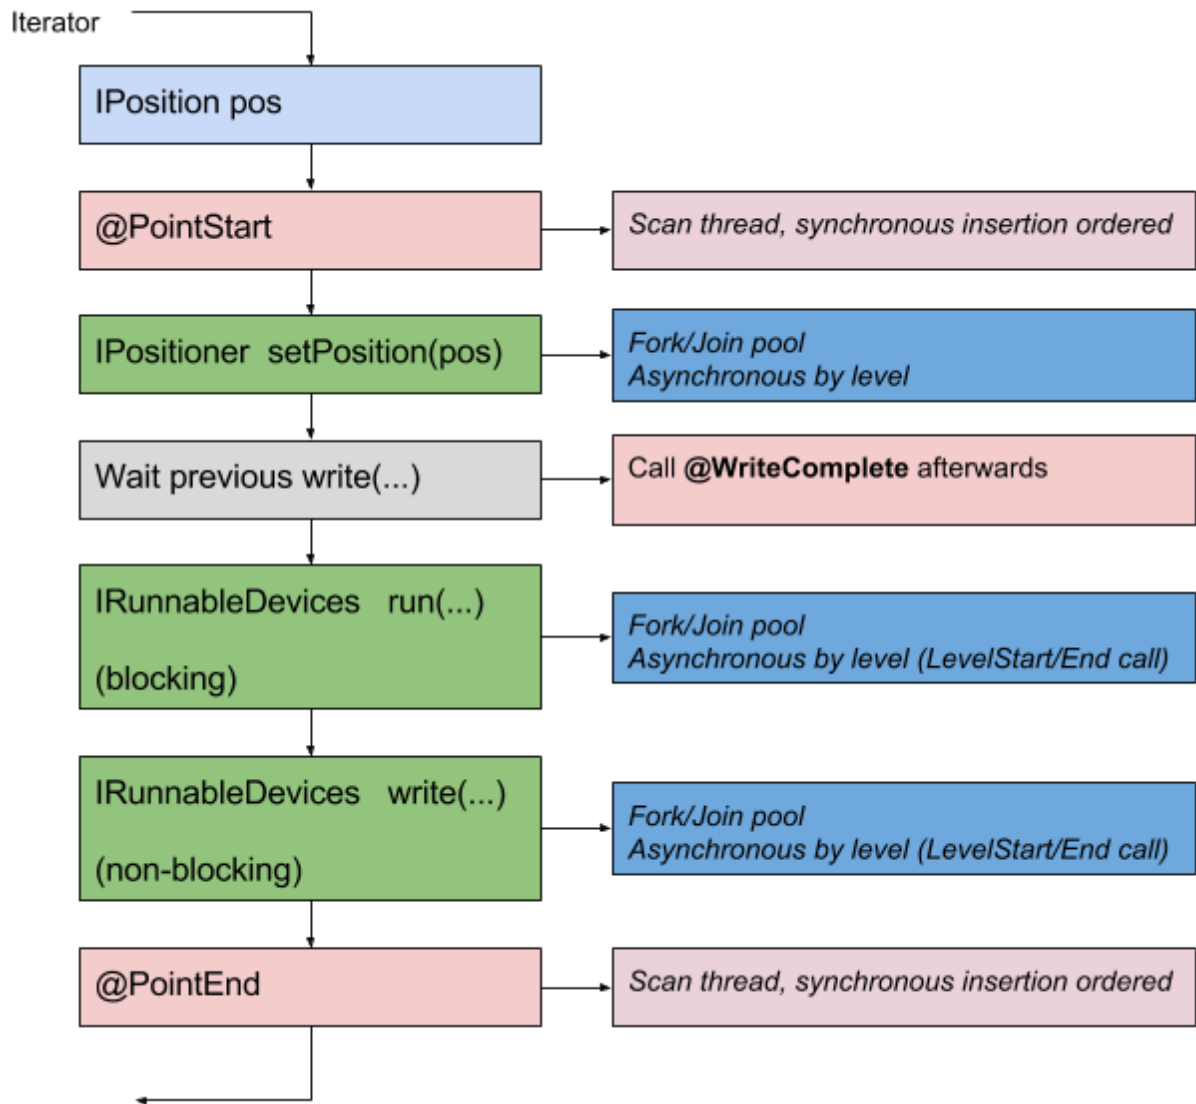 Iterator
IPosition pos
@PointStart
Scan thread, synchronous insertion ordered
IPositioner  setPosition(pos)
Fork/Join pool
Asynchronous by level
Wait previous write(...)
Call @WriteComplete afterwards
IRunnableDevices   run(...)
(blocking)
Fork/Join pool
Asynchronous by level (LevelStart/End call)
IRunnableDevices   write(...)
(non-blocking)
Fork/Join pool
Asynchronous by level (LevelStart/End call)
@PointEnd
Scan thread, synchronous insertion ordered